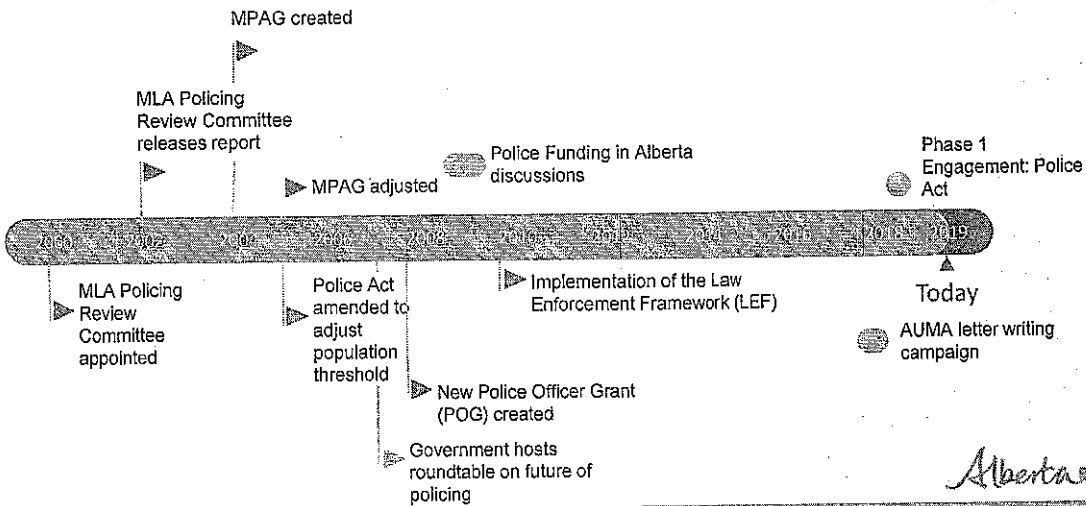 MPAG created
MLA Policing
Review Committee
releases report
MPAG adjusted
Police Funding in Alberta
discussions
Phase 1
Engagement: Police
Act
2000
2002
2004
2006
2008
2010
2012
2014
2016
2018
2019
MLA Policing
Review
Committee
appointed
Police Act
amended to
adjust
population
threshold
Implementation of the Law
Enforcement Framework (LEF)
Today
AUMA letter writing
campaign
New Police Officer Grant
(POG) created
Government hosts
roundtable on future of
policing
Alberta